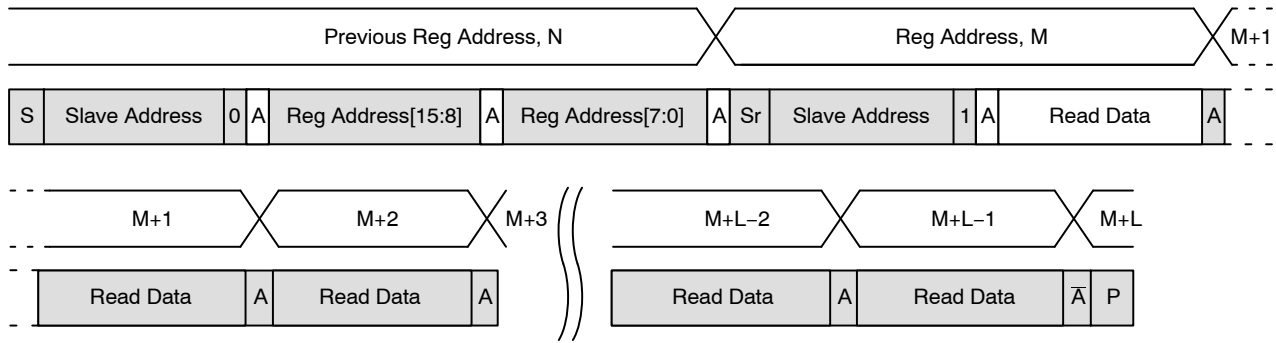 Previous Reg Address, N Reg Address, M M+1
S Slave Address 0 A Reg Address[15:8] A Reg Address[7:0] A Sr Slave Address 1 A Read Data A
M+1 M+2 M+3 M+L−2 M+L−1 M+L
Read Data A Read Data A Read Data A Read Data A̅ P